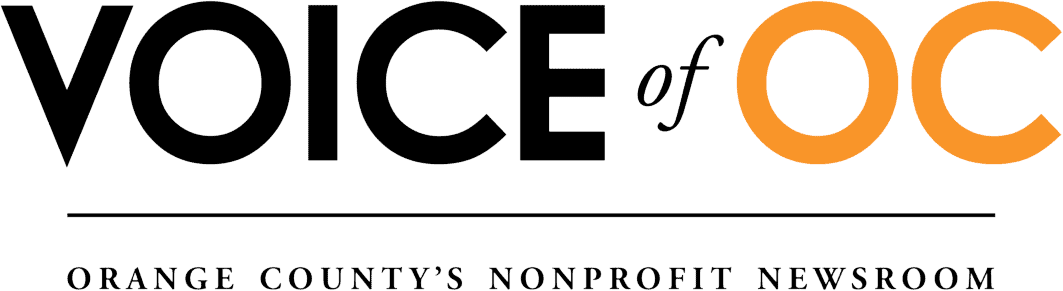 VOICE of OC
ORANGE COUNTY’S NONPROFIT NEWSROOM